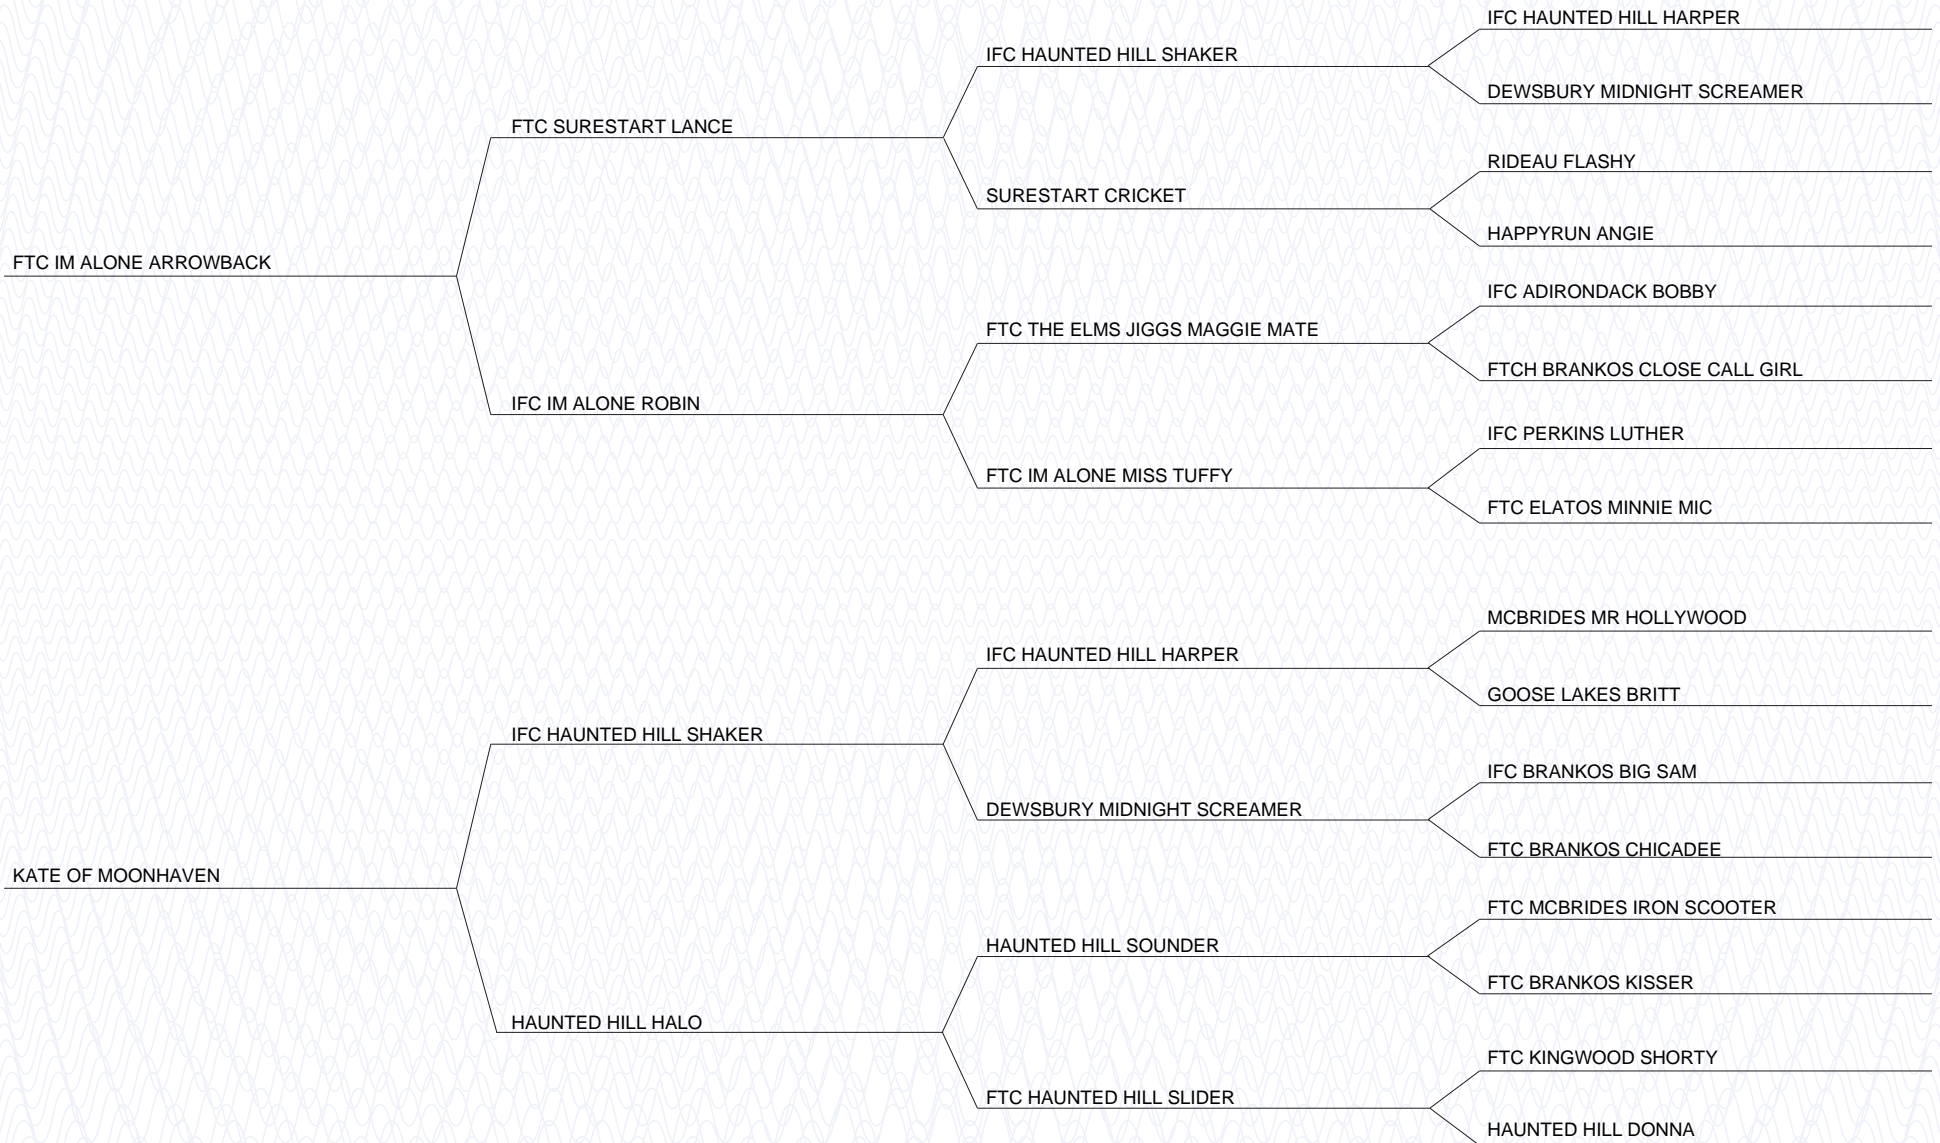 IFC HAUNTED HILL HARPER
IFC HAUNTED HILL SHAKER
DEWSBURY MIDNIGHT SCREAMER
FTC SURESTART LANCE
RIDEAU FLASHY
SURESTART CRICKET
HAPPYRUN ANGIE
FTC IM ALONE ARROWBACK
IFC ADIRONDACK BOBBY
FTC THE ELMS JIGGS MAGGIE MATE
FTCH BRANKOS CLOSE CALL GIRL
IFC IM ALONE ROBIN
IFC PERKINS LUTHER
FTC IM ALONE MISS TUFFY
FTC ELATOS MINNIE MIC
MCBRIDES MR HOLLYWOOD
IFC HAUNTED HILL HARPER
GOOSE LAKES BRITT
IFC HAUNTED HILL SHAKER
IFC BRANKOS BIG SAM
DEWSBURY MIDNIGHT SCREAMER
FTC BRANKOS CHICADEE
KATE OF MOONHAVEN
FTC MCBRIDES IRON SCOOTER
HAUNTED HILL SOUNDER
FTC BRANKOS KISSER
HAUNTED HILL HALO
FTC KINGWOOD SHORTY
FTC HAUNTED HILL SLIDER
HAUNTED HILL DONNA